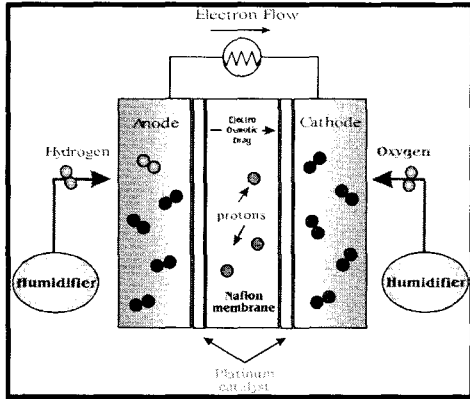 Electron Flow
Anode
Electro
Osmotic
Drag
Cathode
Hydrogen
Oxygen
protons
Humidifier
Nafion
membrane
Humidifier
Platinum
catalyst